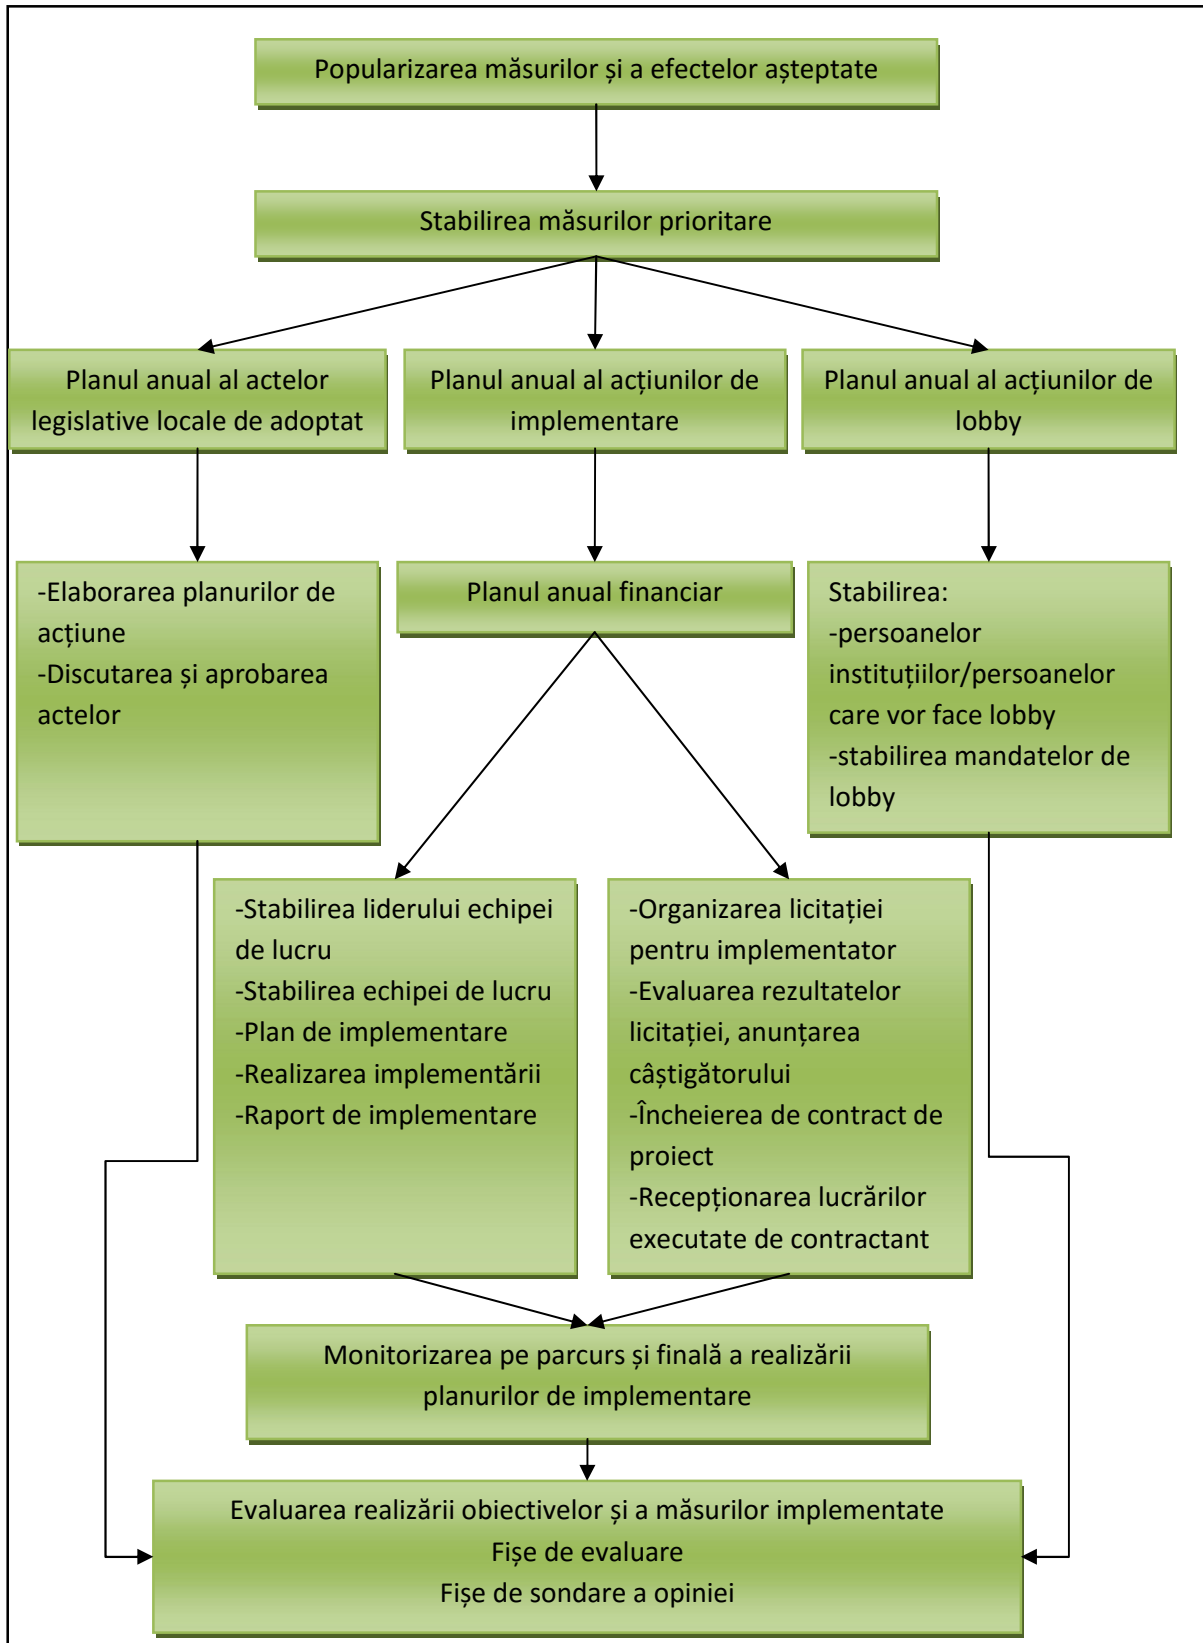 Popularizarea măsurilor și a efectelor așteptate
Stabilirea măsurilor prioritare
Planul anual al actelor
legislative locale de adoptat
Planul anual al acțiunilor de
implementare
Planul anual al acțiunilor de
lobby
-Elaborarea planurilor de
acțiune
-Discutarea și aprobarea
actelor
Planul anual financiar
Stabilirea:
-persoanelor
instituțiilor/persoanelor
care vor face lobby
-stabilirea mandatelor de
lobby
-Stabilirea liderului echipei
de lucru
-Stabilirea echipei de lucru
-Plan de implementare
-Realizarea implementării
-Raport de implementare
-Organizarea licitației
pentru implementator
-Evaluarea rezultatelor
licitației, anunțarea
câștigătorului
-Încheierea de contract de
proiect
-Recepționarea lucrărilor
executate de contractant
Monitorizarea pe parcurs și finală a realizării
planurilor de implementare
Evaluarea realizării obiectivelor și a măsurilor implementate
Fișe de evaluare
Fișe de sondare a opiniei